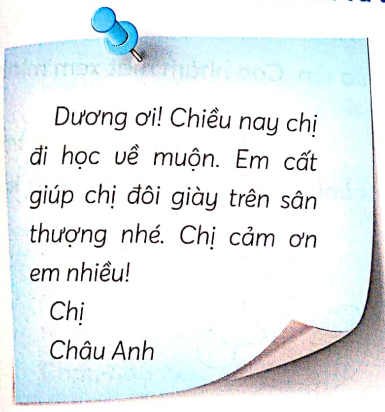 Dương ơi! Chiều nay chị
đi học về muộn. Em cất
giúp chị đôi giày trên sân
thượng nhé. Chị cảm ơn
em nhiều!
Chị
Châu Anh